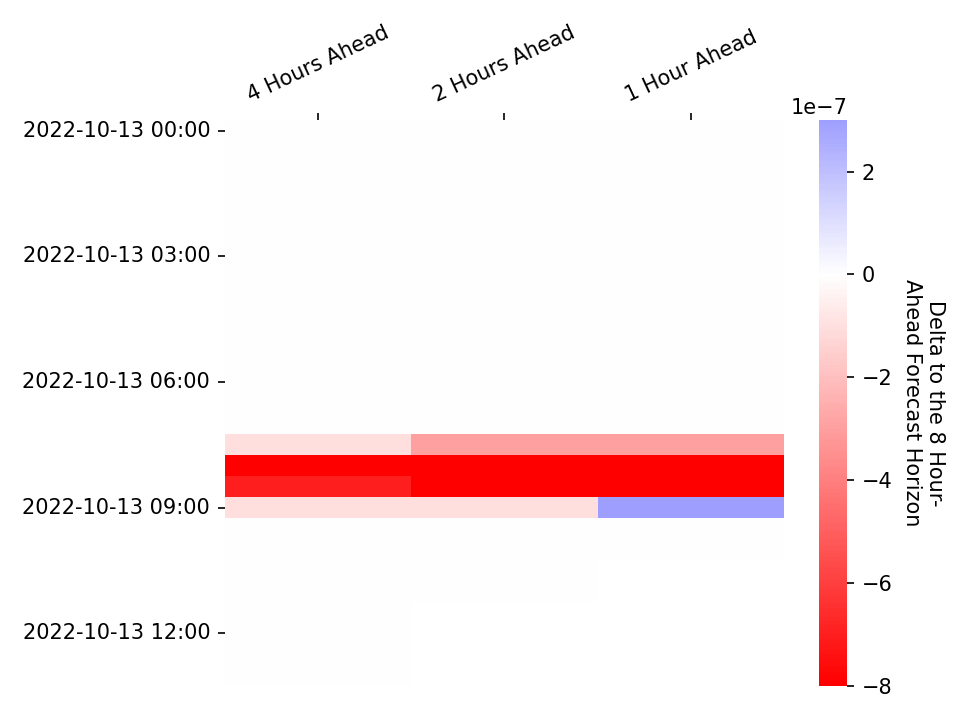 4 Hours Ahead
2 Hours Ahead
1 Hour Ahead
1e−7
2022-10-13 00:00
2022-10-13 03:00
2022-10-13 06:00
2022-10-13 09:00
2022-10-13 12:00
2
0
−2
−4
−6
−8
Delta to the 8 Hour-
Ahead Forecast Horizon